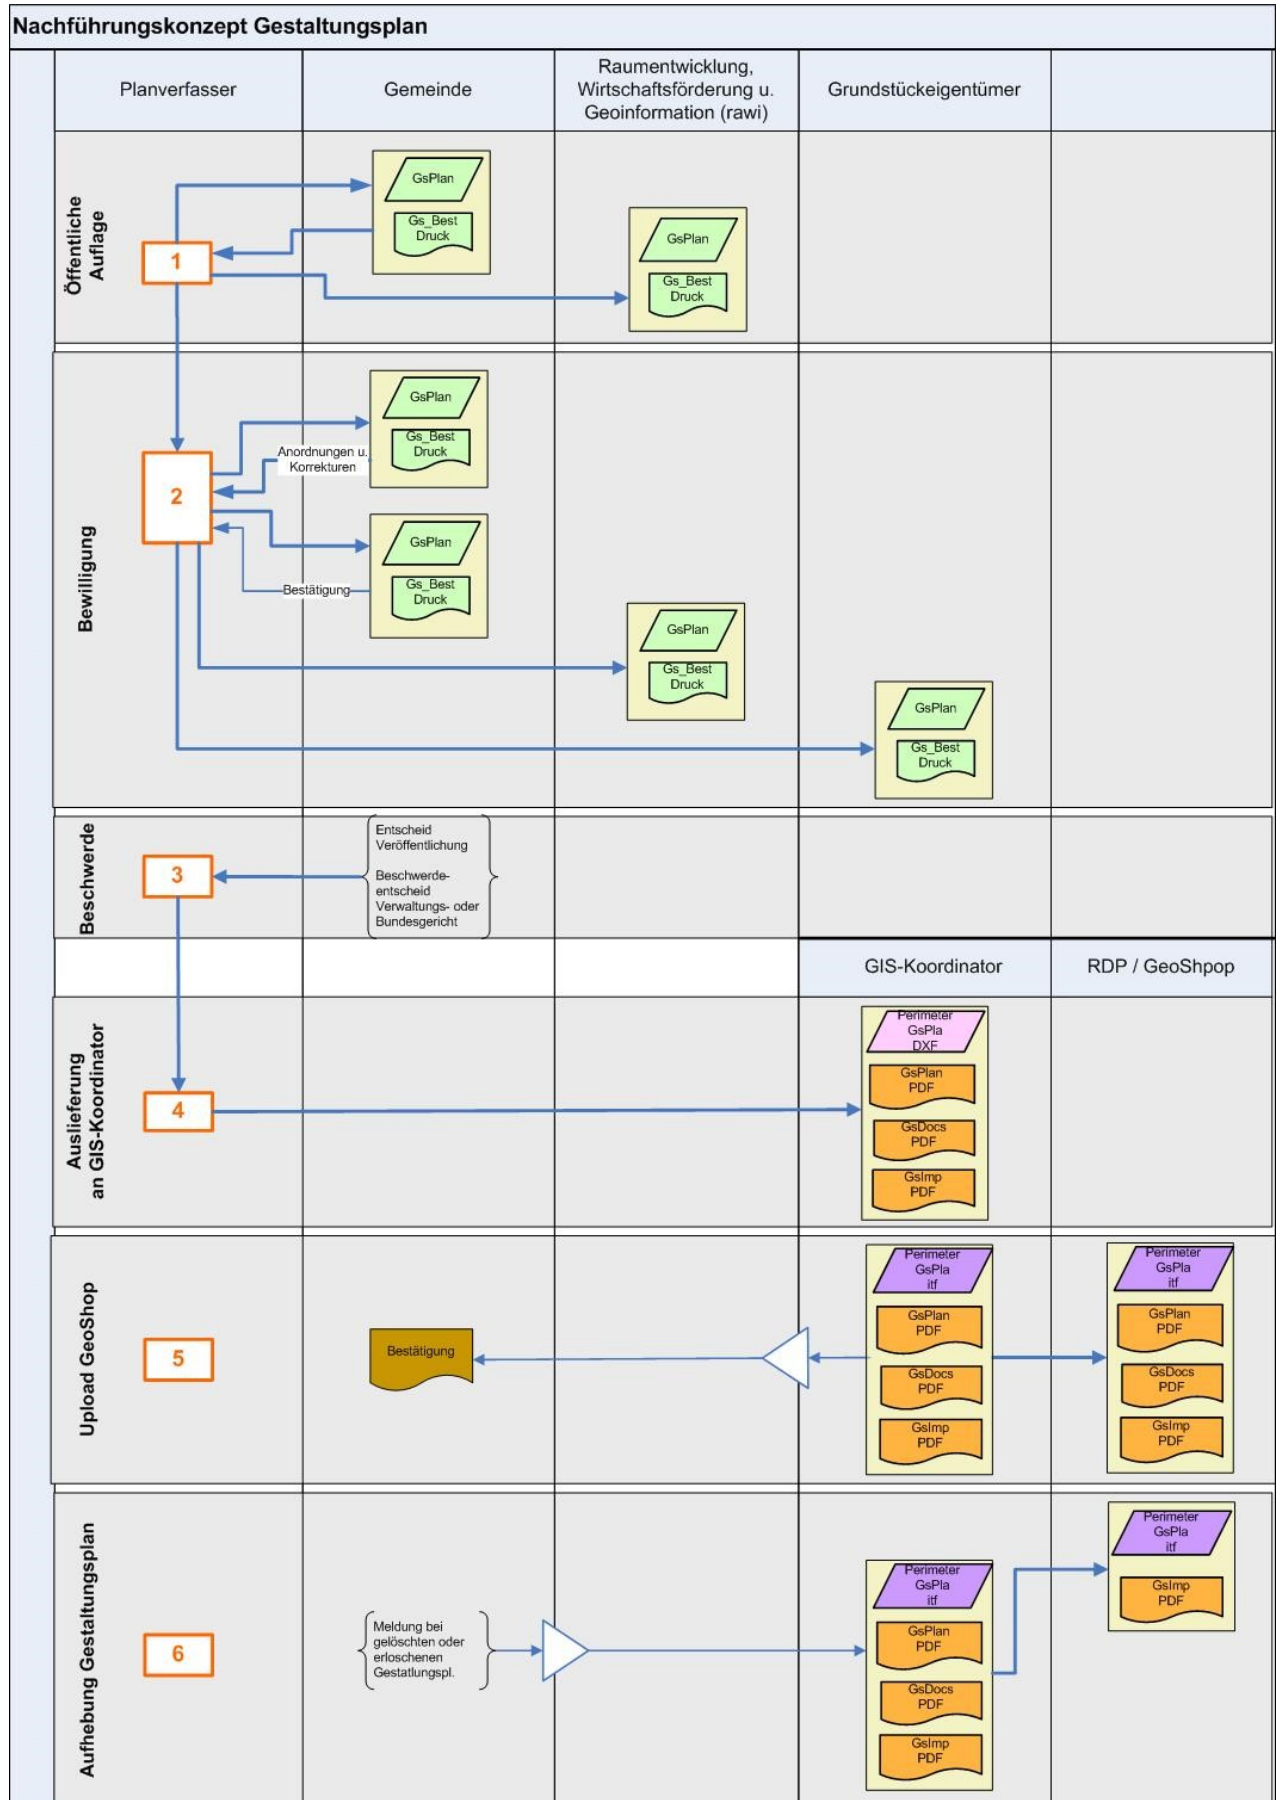 Nachführungskonzept Gestaltungsplan
Planverfasser
Gemeinde
Raumentwicklung,
Wirtschaftsförderung u.
Geoinformation (rawi)
Grundstückeigentümer
Öffentliche
Auflage
1
GsPlan
Gs_Best
Druck
GsPlan
Gs_Best
Druck
Bewilligung
2
GsPlan
Gs_Best
Druck
Anordnungen u.
Korrekturen
GsPlan
Gs_Best
Druck
Bestätigung
GsPlan
Gs_Best
Druck
GsPlan
Gs_Best
Druck
Beschwerde
3
Entscheid
Veröffentlichung
Beschwerde-
entscheid
Verwaltungs- oder
Bundesgericht
GIS-Koordinator
RDP / GeoShpop
Auslieferung
an GIS-Koordinator
4
Perimeter
GsPla
DXF
GsPlan
PDF
GsDocs
PDF
GsImp
PDF
Upload GeoShop
5
Bestätigung
Perimeter
GsPla
itf
GsPlan
PDF
GsDocs
PDF
GsImp
PDF
Perimeter
GsPla
itf
GsPlan
PDF
GsDocs
PDF
GsImp
PDF
Aufhebung Gestaltungsplan
6
Meldung bei
gelöschten oder
erloschenen
Gestatlungspl.
Perimeter
GsPla
itf
GsPlan
PDF
GsDocs
PDF
GsImp
PDF
Perimeter
GsPla
itf
GsImp
PDF